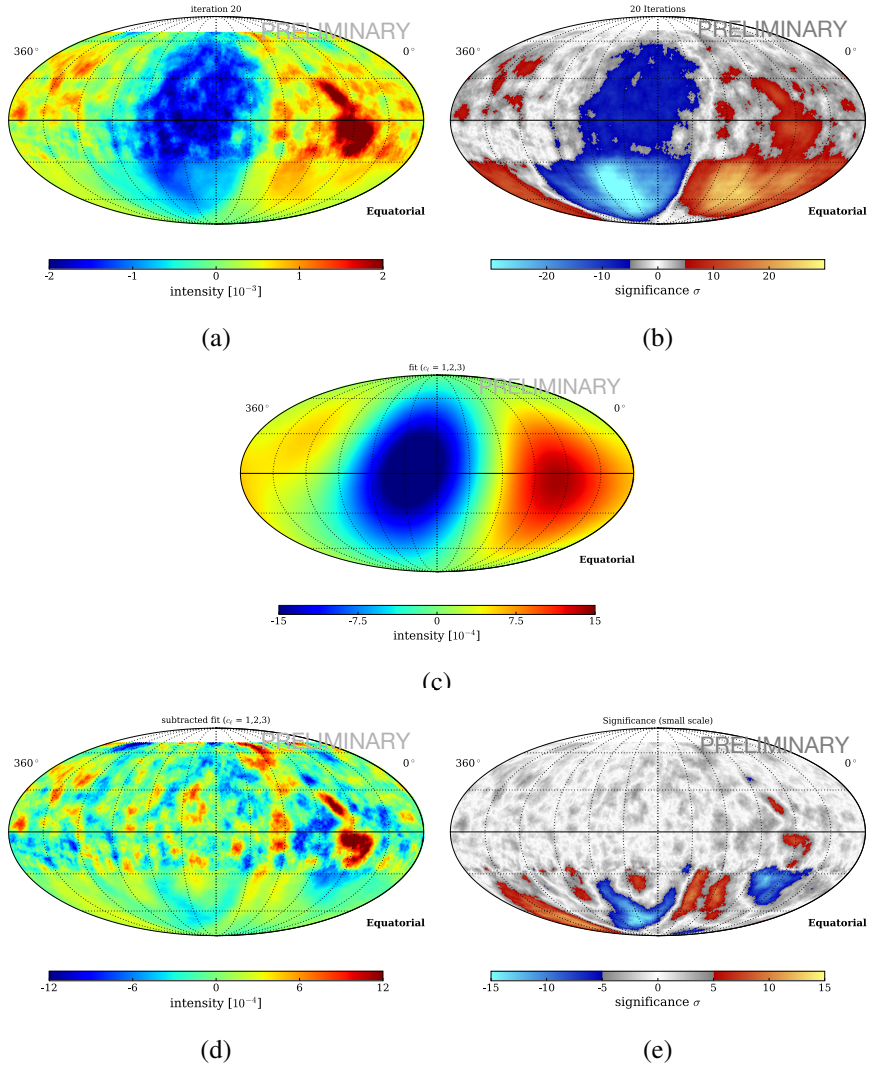 iteration 20
PRELIMINARY
360°
0°
Equatorial
-2 -1 0 1 2
intensity [10⁻³]
(a)
20 Iterations
PRELIMINARY
360°
0°
Equatorial
-20 -10 0 10 20
significance σ
(b)
fit (cₗ = 1,2,3)
PRELIMINARY
360°
0°
Equatorial
-15 -7.5 0 7.5 15
intensity [10⁻⁴]
(c)
subtracted fit (cₗ = 1,2,3)
PRELIMINARY
360°
0°
Equatorial
-12 -6 0 6 12
intensity [10⁻⁴]
(d)
Significance (small scale)
PRELIMINARY
360°
0°
Equatorial
-15 -10 -5 0 5 10 15
significance σ
(e)